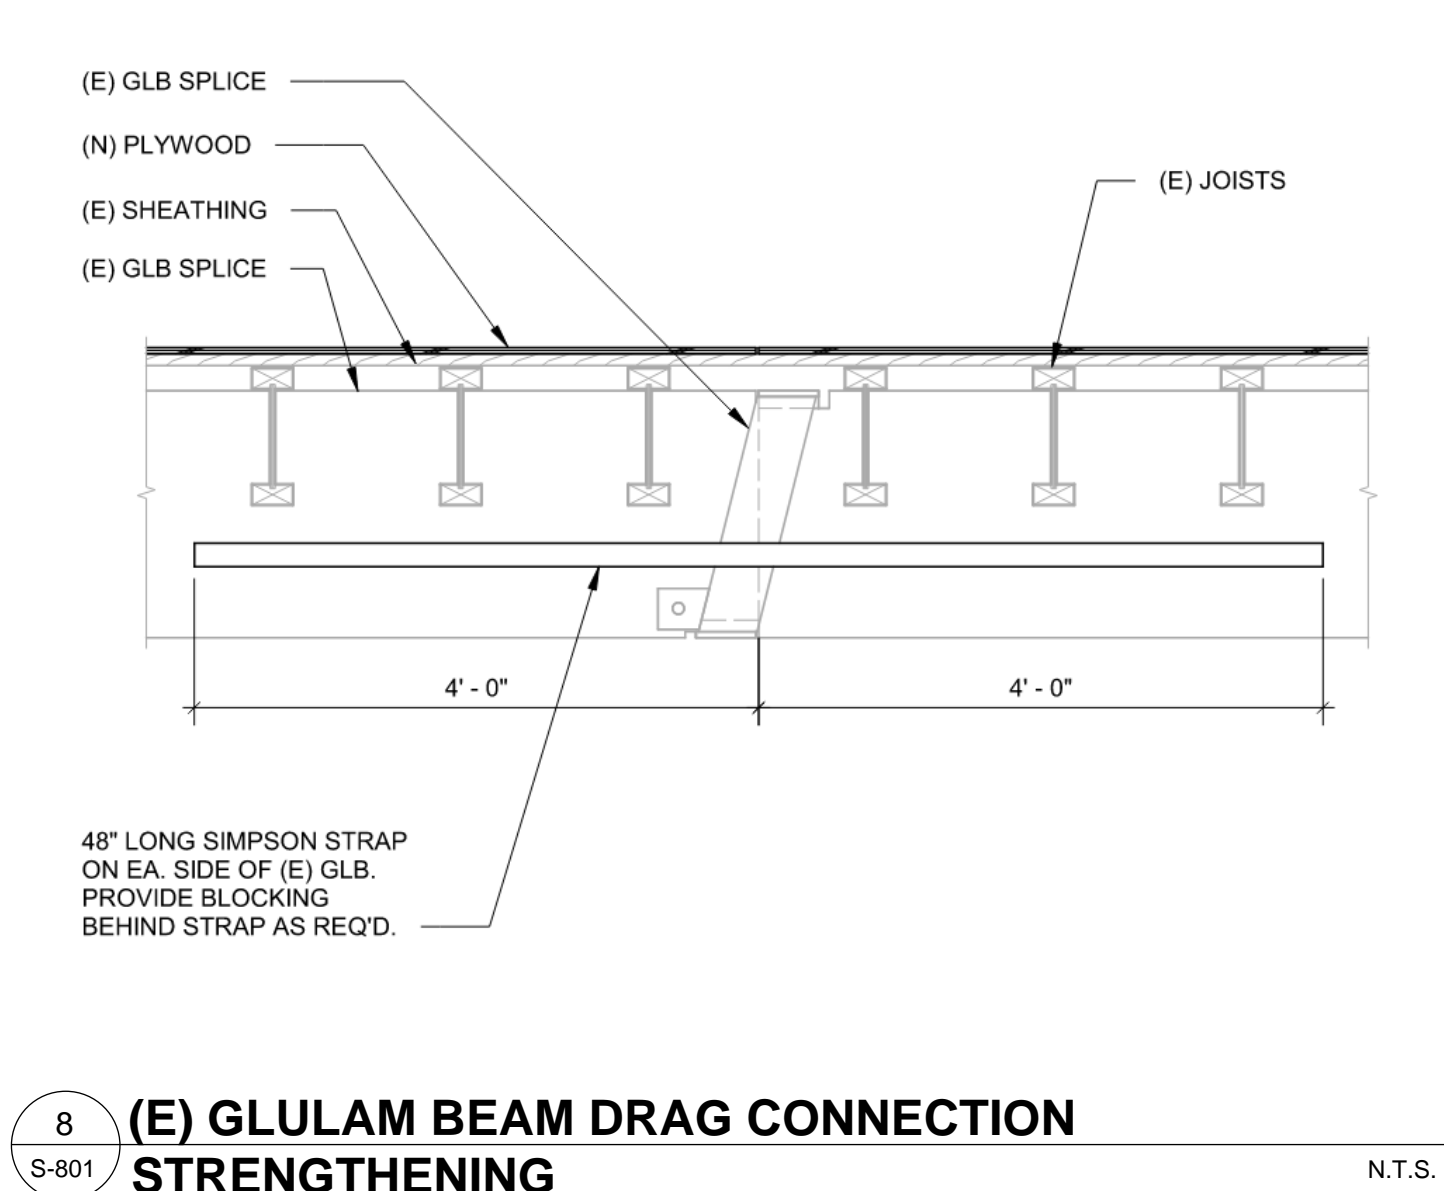 (E) GLB SPLICE
(N) PLYWOOD
(E) JOISTS
(E) SHEATHING
(E) GLB SPLICE
4' - 0"
4' - 0"
48" LONG SIMPSON STRAP
ON EA. SIDE OF (E) GLB.
PROVIDE BLOCKING
BEHIND STRAP AS REQ'D.
8
(E) GLULAM BEAM DRAG CONNECTION
S-801
STRENGTHENING
N.T.S.